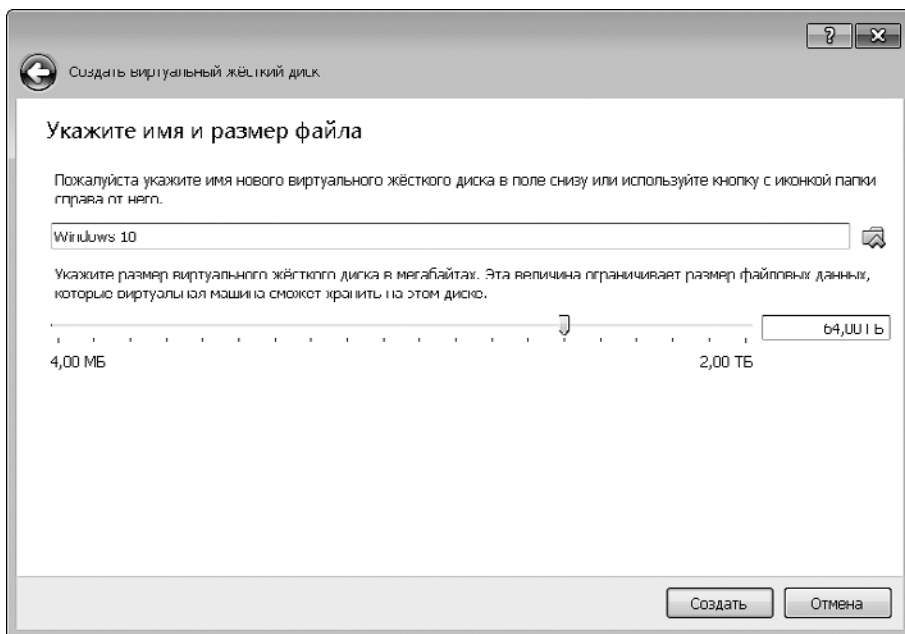 Создать виртуальный жёсткий диск
Укажите имя и размер файла
Пожалуйста укажите имя нового виртуального жёсткого диска в поле снизу или используйте кнопку с иконкой папки
справа от него.
Windows 10
Укажите размер виртуального жёсткого диска в мегабайтах. Эта величина ограничивает размер файловых данных,
которые виртуальная машина сможет хранить на этом диске.
64,00 ГБ
4,00 МБ
2,00 ТБ
Создать
Отмена